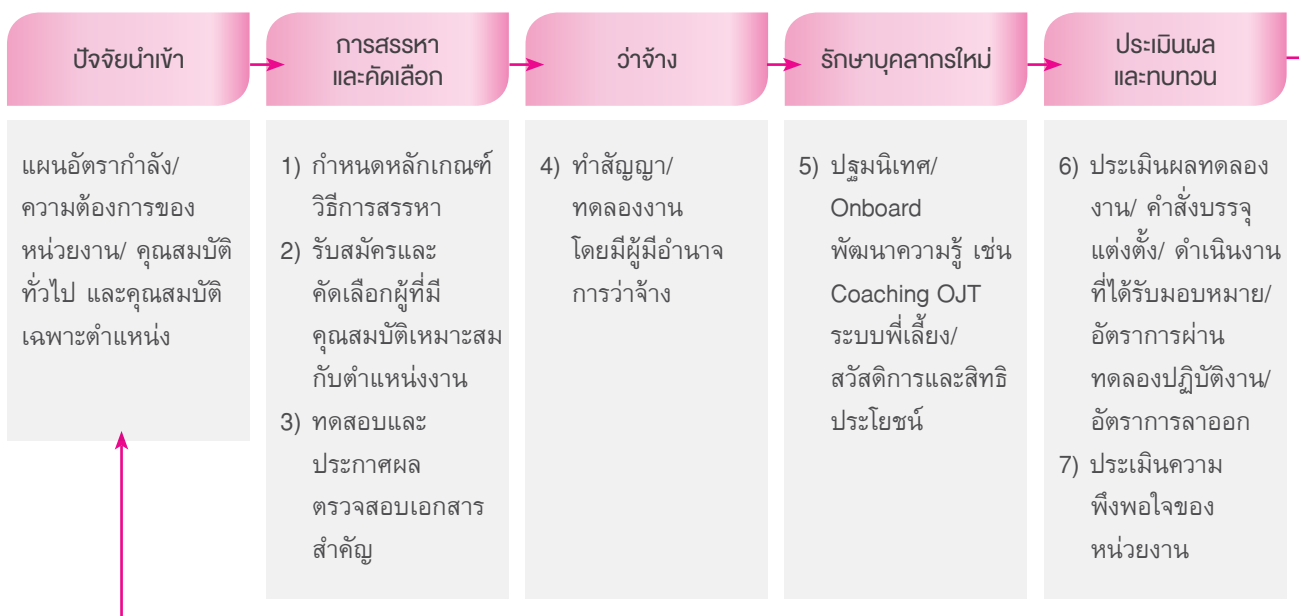 ปัจจัยนำเข้า
การสรรหา
และคัดเลือก
ว่าจ้าง
รักษาบุคลากรใหม่
ประเมินผล
และทบทวน
แผนอัตรากำลัง/
ความต้องการของ
หน่วยงาน/ คุณสมบัติ
ทั่วไป และคุณสมบัติ
เฉพาะตำแหน่ง
1) กำหนดหลักเกณฑ์
วิธีการสรรหา
2) รับสมัครและ
คัดเลือกผู้ที่มี
คุณสมบัติเหมาะสม
กับตำแหน่งงาน
3) ทดสอบและ
ประกาศผล
ตรวจสอบเอกสาร
สำคัญ
4) ทำสัญญา/
ทดลองงาน
โดยมีผู้มีอำนาจ
การว่าจ้าง
5) ปฐมนิเทศ/
Onboard
พัฒนาความรู้ เช่น
Coaching OJT
ระบบพี่เลี้ยง/
สวัสดิการและสิทธิ
ประโยชน์
6) ประเมินผลทดลอง
งาน/ คำสั่งบรรจุ
แต่งตั้ง/ ดำเนินงาน
ที่ได้รับมอบหมาย/
อัตราการผ่าน
ทดลองปฏิบัติงาน/
อัตราการลาออก
7) ประเมินความ
พึงพอใจของ
หน่วยงาน